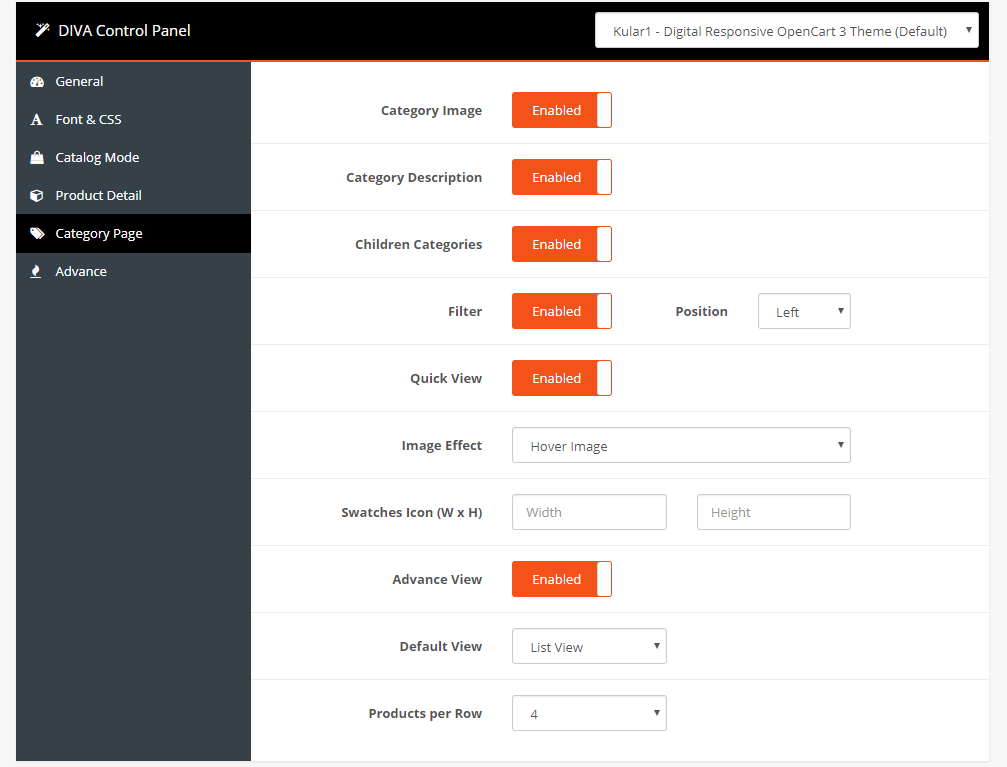 DIVA Control Panel
Kular1 - Digital Responsive OpenCart 3 Theme (Default)
General
Font & CSS
Catalog Mode
Product Detail
Category Page
Advance
Category Image Enabled
Category Description Enabled
Children Categories Enabled
Filter Enabled Position Left
Quick View Enabled
Image Effect Hover Image
Swatches Icon (W x H) Width Height
Advance View Enabled
Default View List View
Products per Row 4